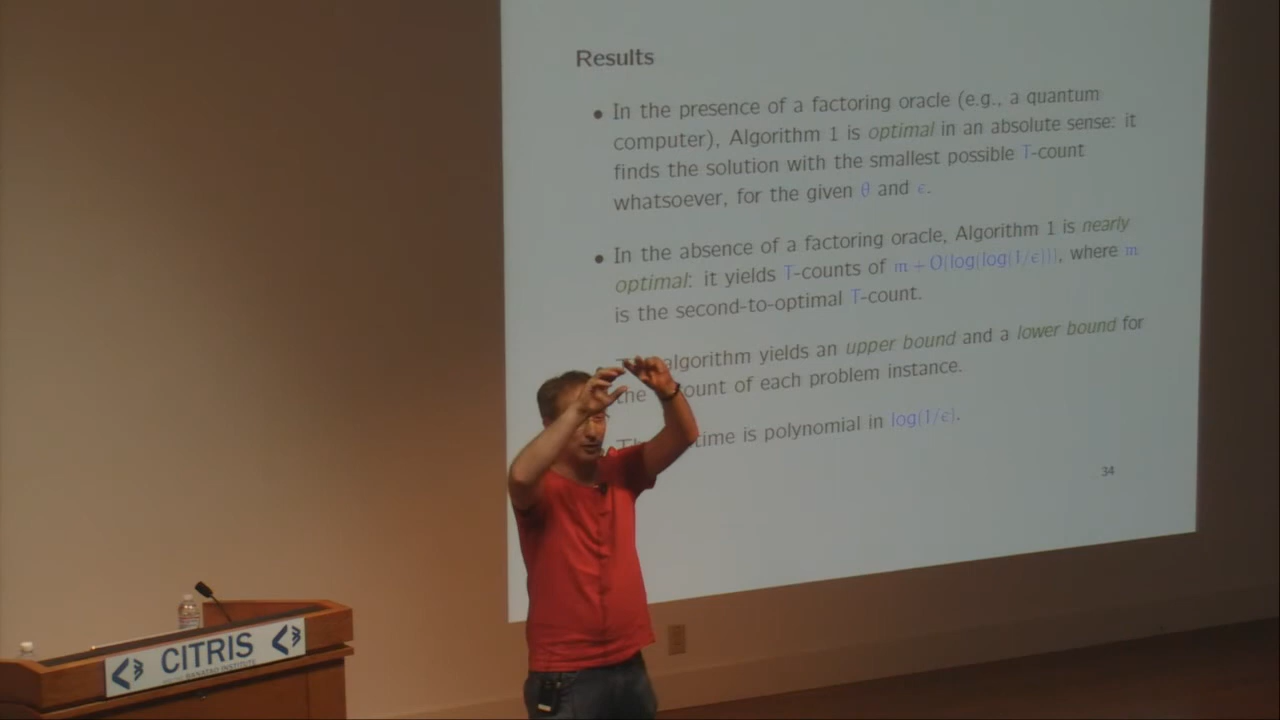 Results
• In the presence of a factoring oracle (e.g., a quantum
computer), Algorithm 1 is optimal in an absolute sense: it
finds the solution with the smallest possible T-count
whatsoever, for the given θ and ϵ.
• In the absence of a factoring oracle, Algorithm 1 is nearly
optimal: it yields T-counts of m + O(log(log(1/ϵ))), where m
is the second-to-optimal T-count.
algorithm yields an upper bound and a lower bound for
the ount of each problem instance.
time is polynomial in log(1/ϵ).
34
CITRIS
BANATAO INSTITUTE